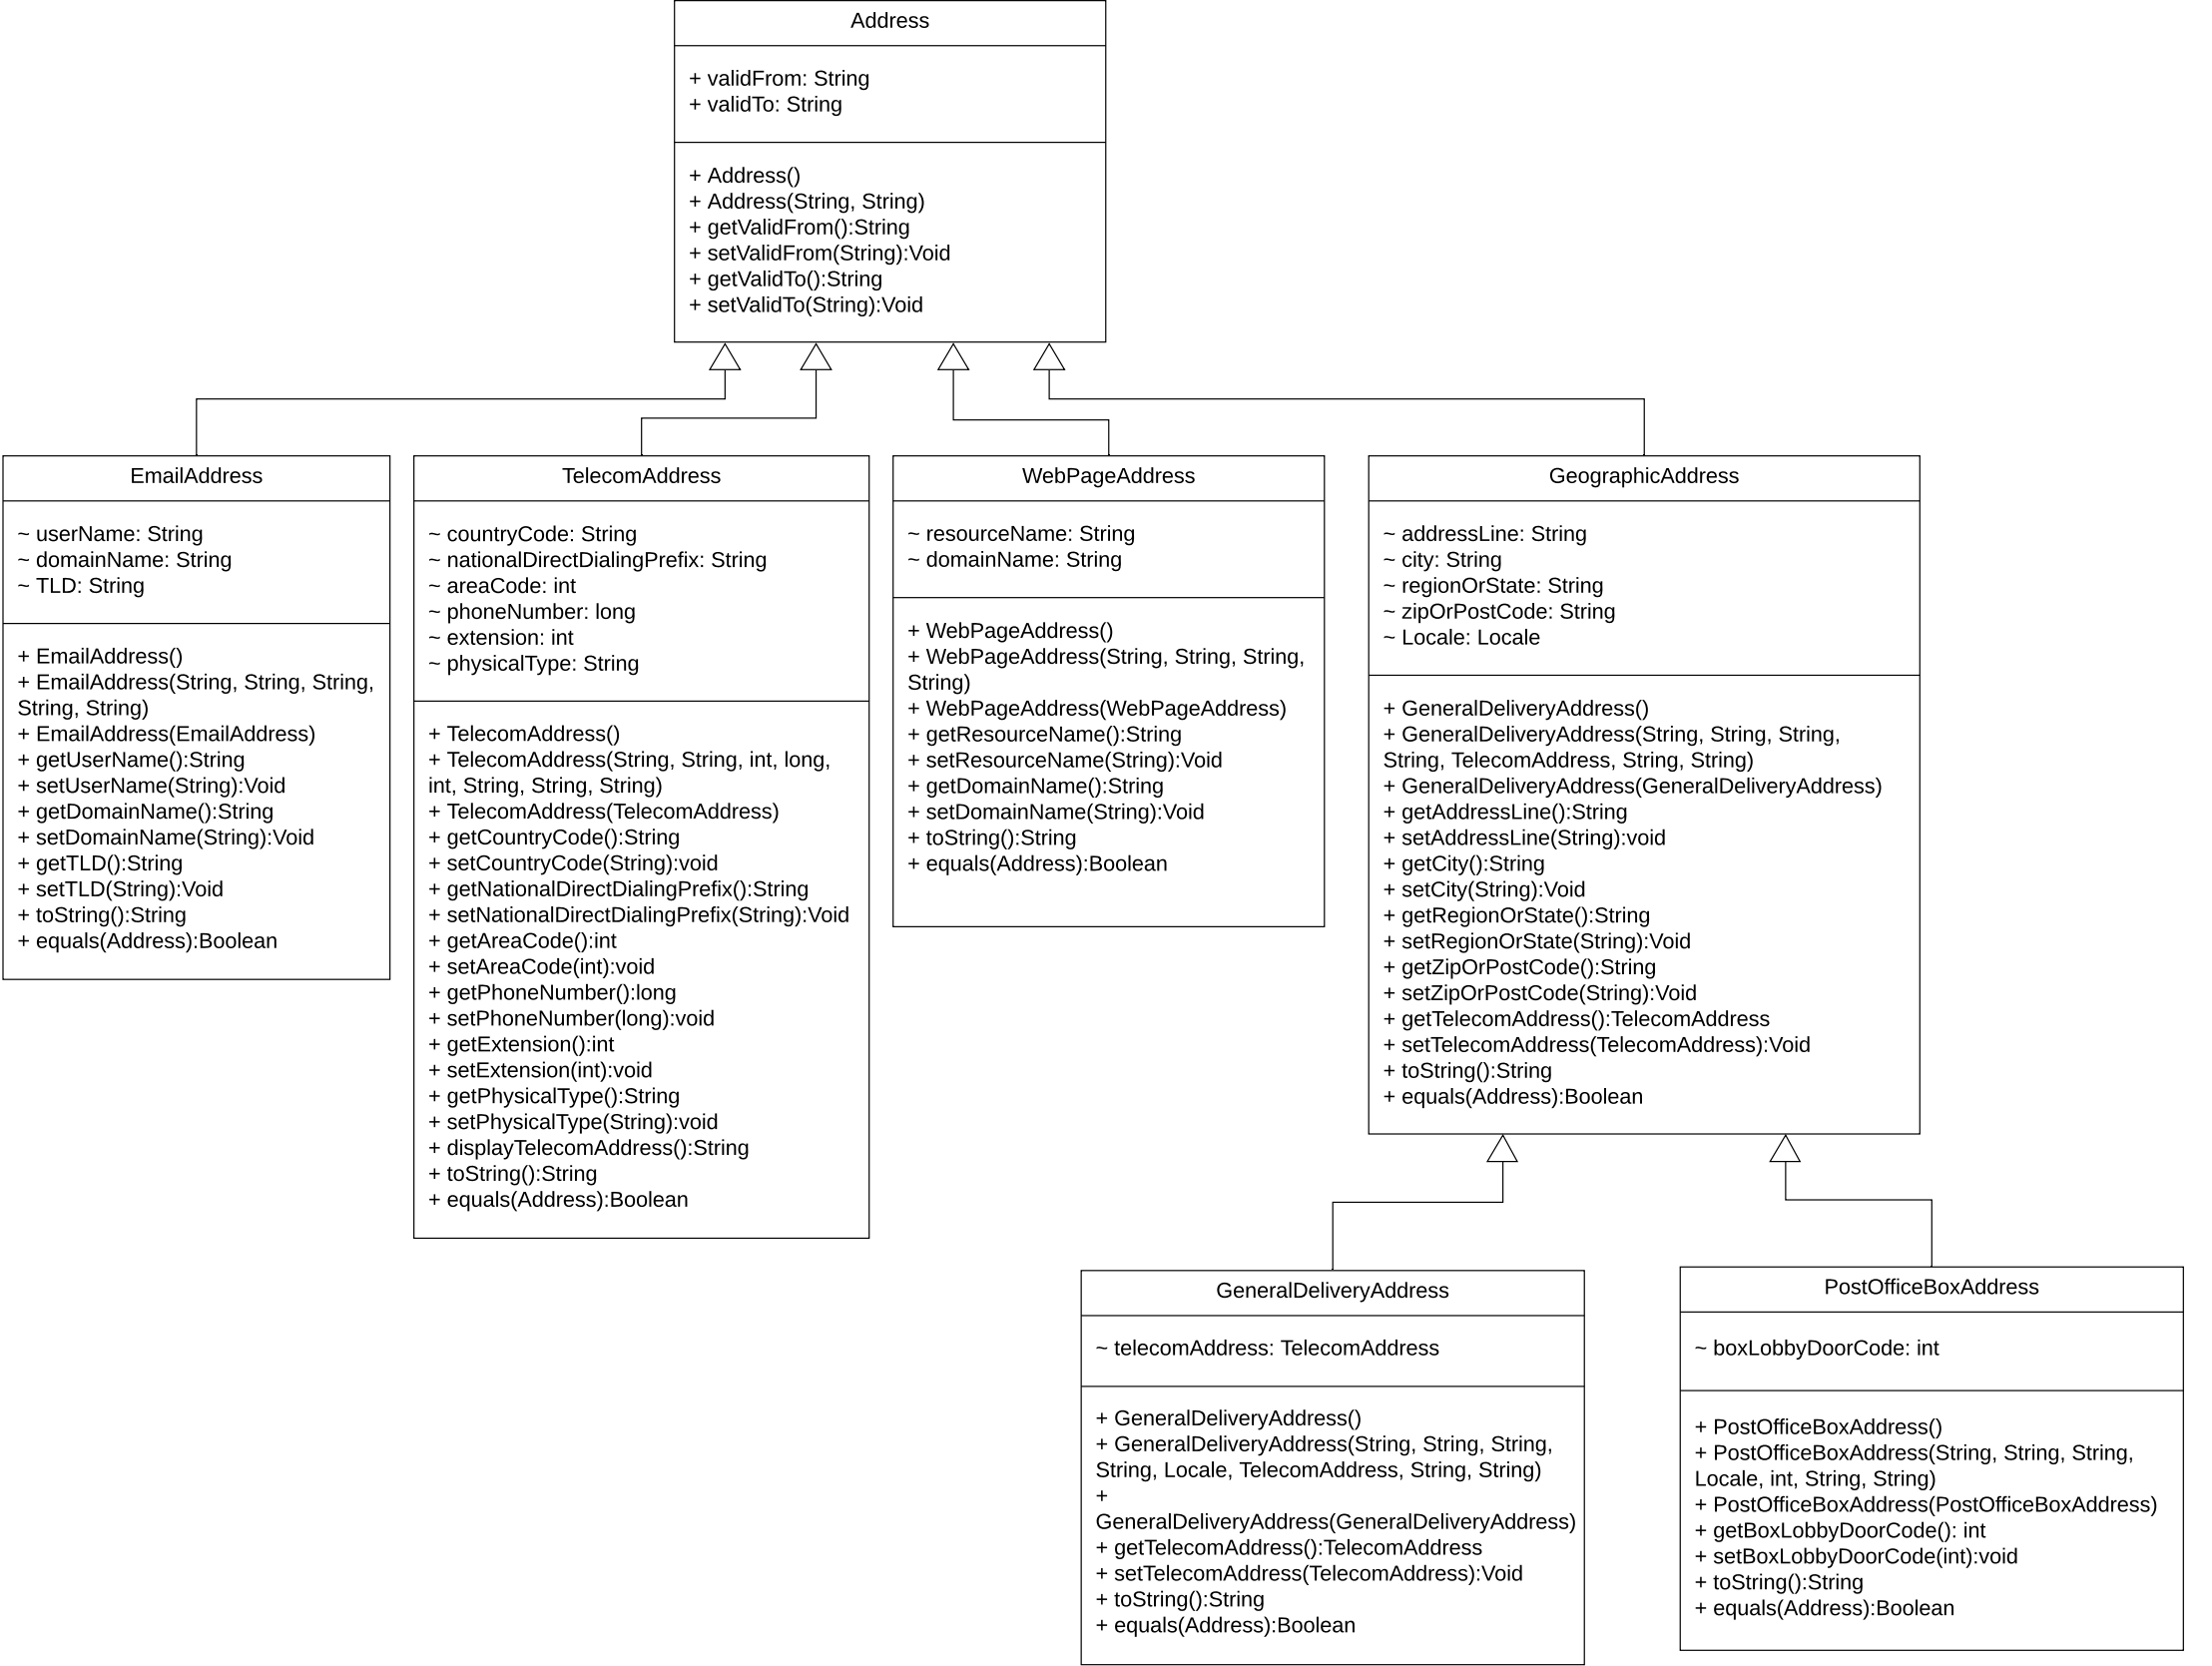 Address
+ validFrom: String
+ validTo: String
+ Address()
+ Address(String, String)
+ getValidFrom():String
+ setValidFrom(String):Void
+ getValidTo():String
+ setValidTo(String):Void
EmailAddress
~ userName: String
~ domainName: String
~ TLD: String
+ EmailAddress()
+ EmailAddress(String, String, String,
String, String)
+ EmailAddress(EmailAddress)
+ getUserName():String
+ setUserName(String):Void
+ getDomainName():String
+ setDomainName(String):Void
+ getTLD():String
+ setTLD(String):Void
+ toString():String
+ equals(Address):Boolean
TelecomAddress
~ countryCode: String
~ nationalDirectDialingPrefix: String
~ areaCode: int
~ phoneNumber: long
~ extension: int
~ physicalType: String
+ TelecomAddress()
+ TelecomAddress(String, String, int, long,
int, String, String, String)
+ TelecomAddress(TelecomAddress)
+ getCountryCode():String
+ setCountryCode(String):void
+ getNationalDirectDialingPrefix():String
+ setNationalDirectDialingPrefix(String):Void
+ getAreaCode():int
+ setAreaCode(int):void
+ getPhoneNumber():long
+ setPhoneNumber(long):void
+ getExtension():int
+ setExtension(int):void
+ getPhysicalType():String
+ setPhysicalType(String):void
+ displayTelecomAddress():String
+ toString():String
+ equals(Address):Boolean
WebPageAddress
~ resourceName: String
~ domainName: String
+ WebPageAddress()
+ WebPageAddress(String, String, String,
String)
+ WebPageAddress(WebPageAddress)
+ getResourceName():String
+ setResourceName(String):Void
+ getDomainName():String
+ setDomainName(String):Void
+ toString():String
+ equals(Address):Boolean
GeographicAddress
~ addressLine: String
~ city: String
~ regionOrState: String
~ zipOrPostCode: String
~ Locale: Locale
+ GeneralDeliveryAddress()
+ GeneralDeliveryAddress(String, String, String,
String, TelecomAddress, String, String)
+ GeneralDeliveryAddress(GeneralDeliveryAddress)
+ getAddressLine():String
+ setAddressLine(String):void
+ getCity():String
+ setCity(String):Void
+ getRegionOrState():String
+ setRegionOrState(String):Void
+ getZipOrPostCode():String
+ setZipOrPostCode(String):Void
+ getTelecomAddress():TelecomAddress
+ setTelecomAddress(TelecomAddress):Void
+ toString():String
+ equals(Address):Boolean
GeneralDeliveryAddress
~ telecomAddress: TelecomAddress
+ GeneralDeliveryAddress()
+ GeneralDeliveryAddress(String, String, String,
String, Locale, TelecomAddress, String, String)
+
GeneralDeliveryAddress(GeneralDeliveryAddress)
+ getTelecomAddress():TelecomAddress
+ setTelecomAddress(TelecomAddress):Void
+ toString():String
+ equals(Address):Boolean
PostOfficeBoxAddress
~ boxLobbyDoorCode: int
+ PostOfficeBoxAddress()
+ PostOfficeBoxAddress(String, String, String,
Locale, int, String, String)
+ PostOfficeBoxAddress(PostOfficeBoxAddress)
+ getBoxLobbyDoorCode(): int
+ setBoxLobbyDoorCode(int):void
+ toString():String
+ equals(Address):Boolean